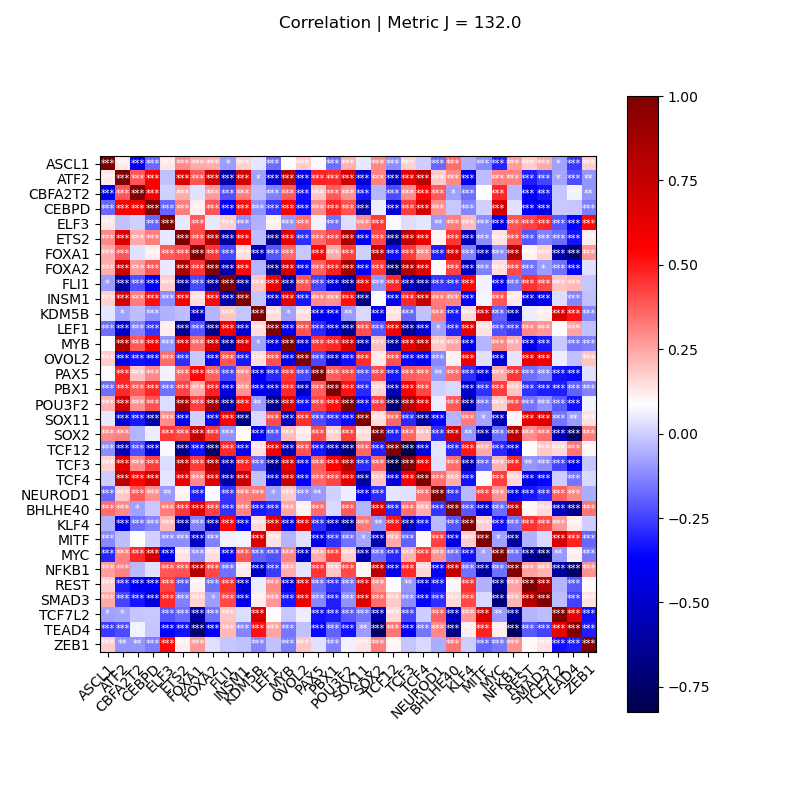 Correlation | Metric J = 132.0
ASCL1
ATF2
CBFA2T2
CEBPD
ELF3
ETS2
FOXA1
FOXA2
FLI1
INSM1
KDM5B
LEF1
MYB
OVOL2
PAX5
PBX1
POU3F2
SOX11
SOX2
TCF12
TCF3
TCF4
NEUROD1
BHLHE40
KLF4
MITF
MYC
NFKB1
REST
SMAD3
TCF7L2
TEAD4
ZEB1
ASCL1
ATF2
CBFA2T2
CEBPD
ELF3
ETS2
FOXA1
FOXA2
FLI1
INSM1
KDM5B
LEF1
MYB
OVOL2
PAX5
PBX1
POU3F2
SOX11
SOX2
TCF12
TCF3
TCF4
NEUROD1
BHLHE40
KLF4
MITF
MYC
NFKB1
REST
SMAD3
TCF7L2
TEAD4
ZEB1
1.00
0.75
0.50
0.25
0.00
−0.25
−0.50
−0.75